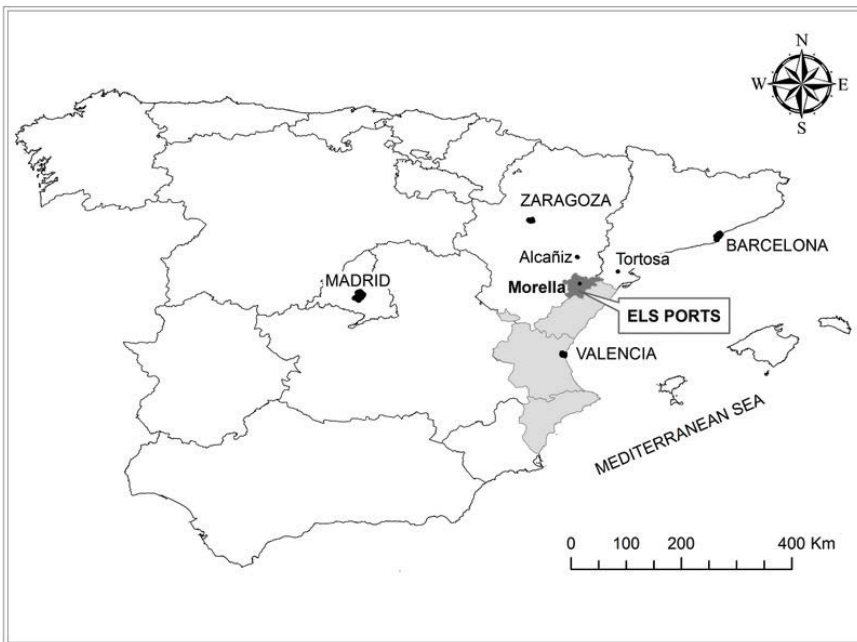 N
W E
S
ZARAGOZA
BARCELONA
Alcañiz
Tortosa
MADRID
Morella
ELS PORTS
VALENCIA
MEDITERRANEAN SEA
0 100 200 400 Km